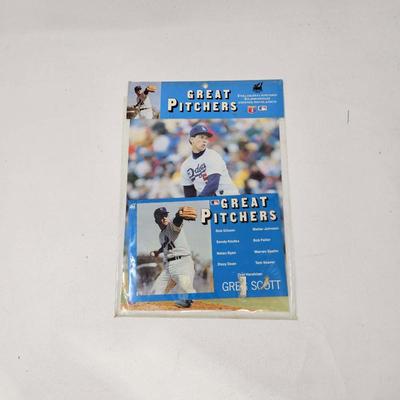 GREAT
PITCHERS
Dodgers
GREAT
PITCHERS
Bob Gibson
Walter Johnson
Sandy Koufax
Bob Feller
Nolan Ryan
Warren Spahn
Dizzy Dean
Tom Seaver
Orel Hershiser
GREG SCOTT